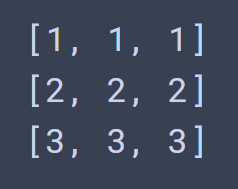 [1, 1, 1]
[2, 2, 2]
[3, 3, 3]